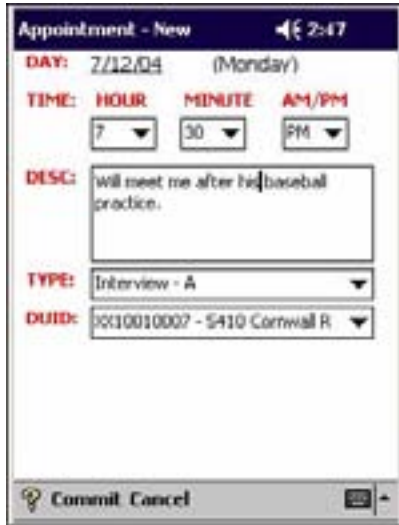 Appointment - New 2:47
DAY: 7/12/04 (Monday)
TIME: HOUR MINUTE AM/PM
7 30 PM
DESC: Will meet me after his baseball
practice.
TYPE: Interview - A
DUID: XX10010007 - 5410 Cornwall R
Commit Cancel